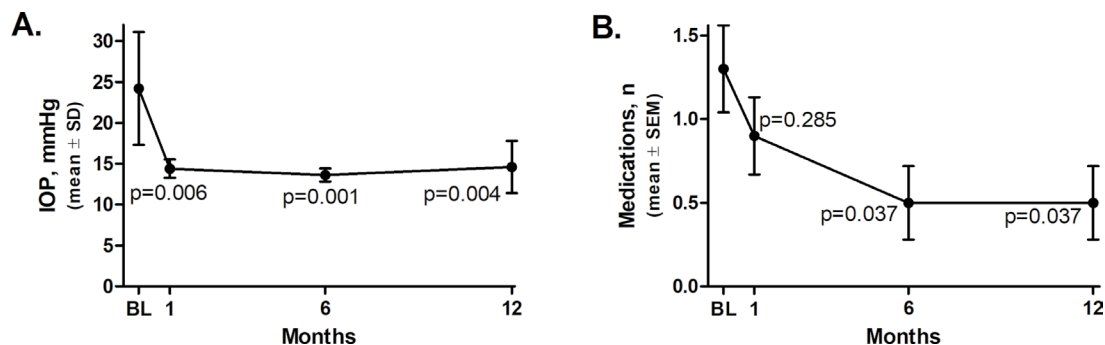 A.
IOP, mmHg
(mean ± SD)
30
25
20
15
10
5
0
p=0.006
p=0.001
p=0.004
BL 1 6 12
Months
B.
Medications, n
(mean ± SEM)
1.5
1.0
0.5
0.0
p=0.285
p=0.037
p=0.037
BL 1 6 12
Months